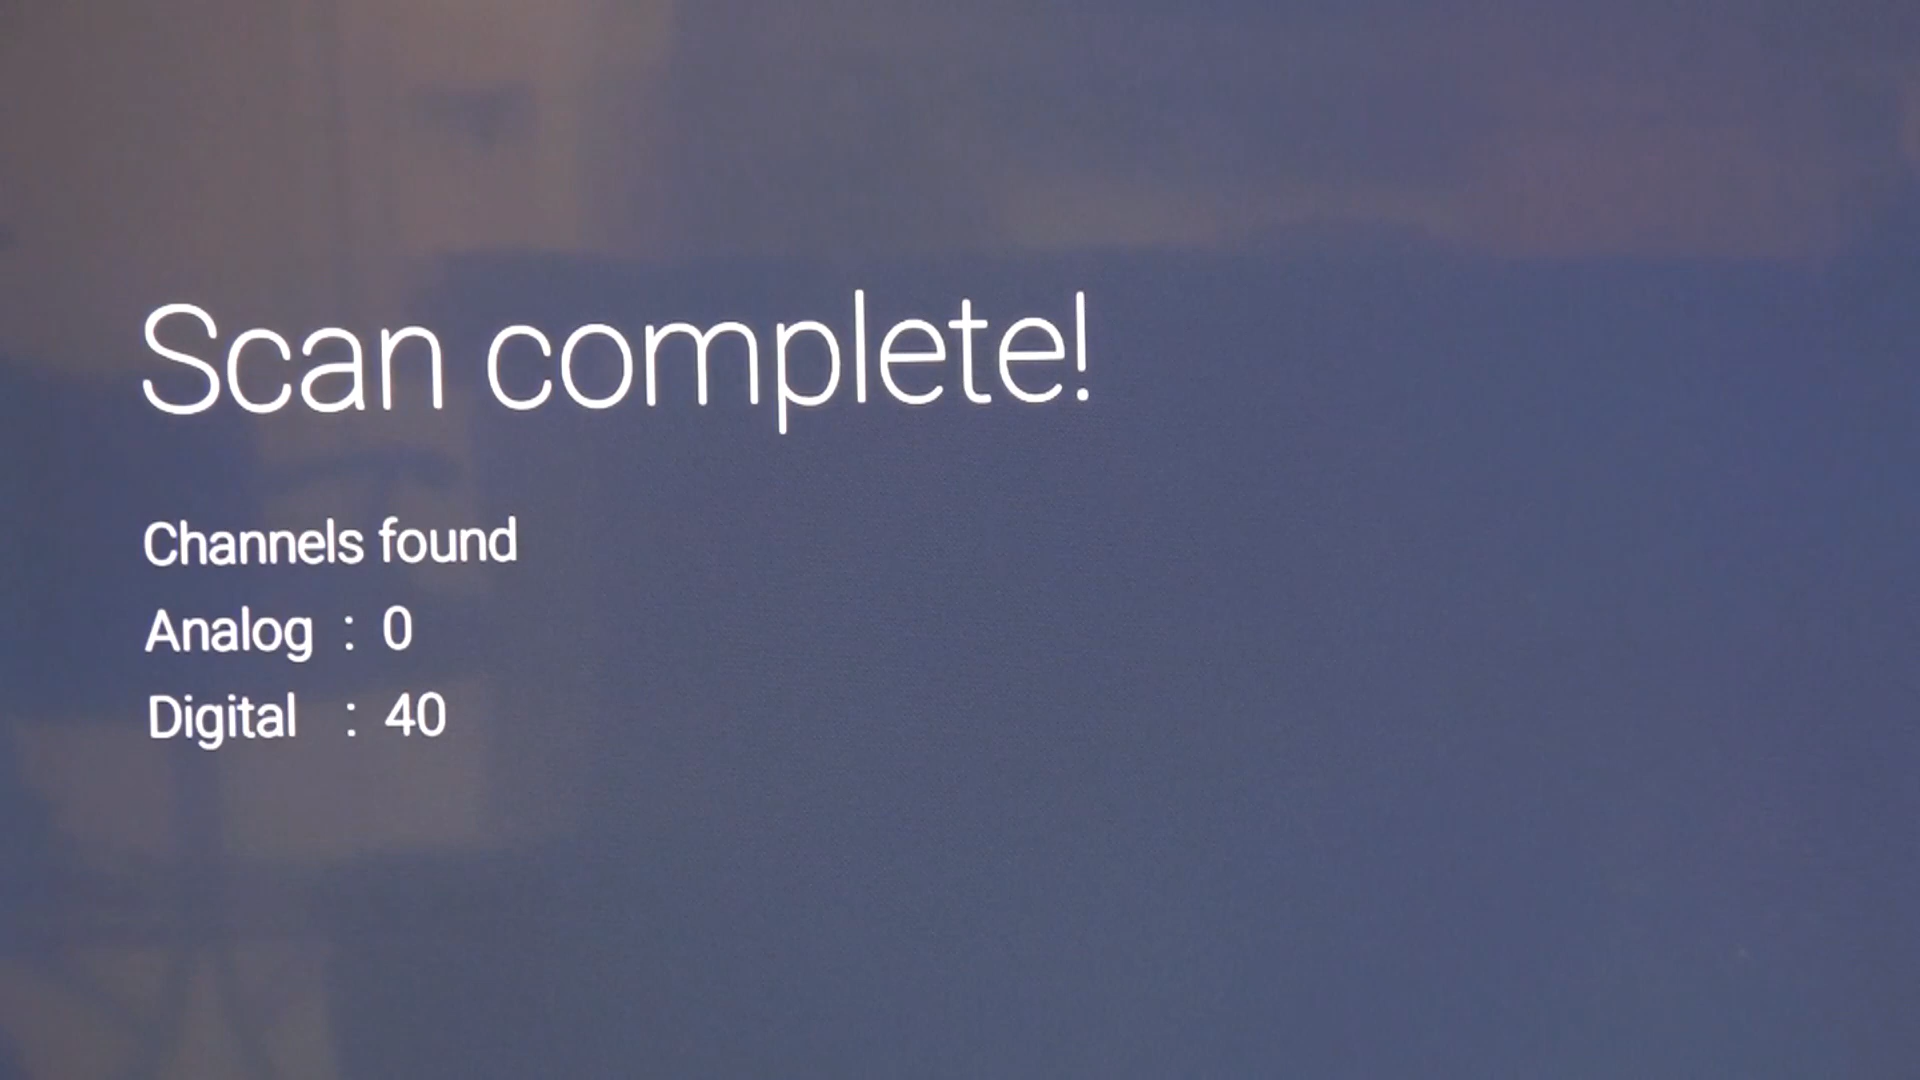 Scan complete!
Channels found
Analog : 0
Digital : 40